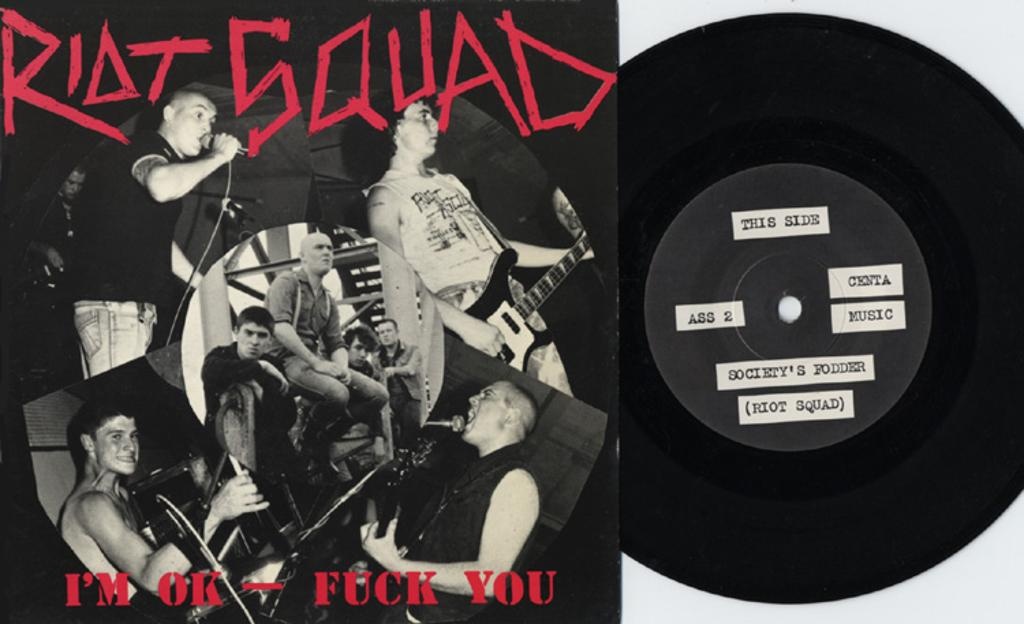 RIOT SQUAD
I'M OK — FUCK YOU
THIS SIDE
CENTA
ASS 2
MUSIC
SOCIETY'S FODDER
(RIOT SQUAD)